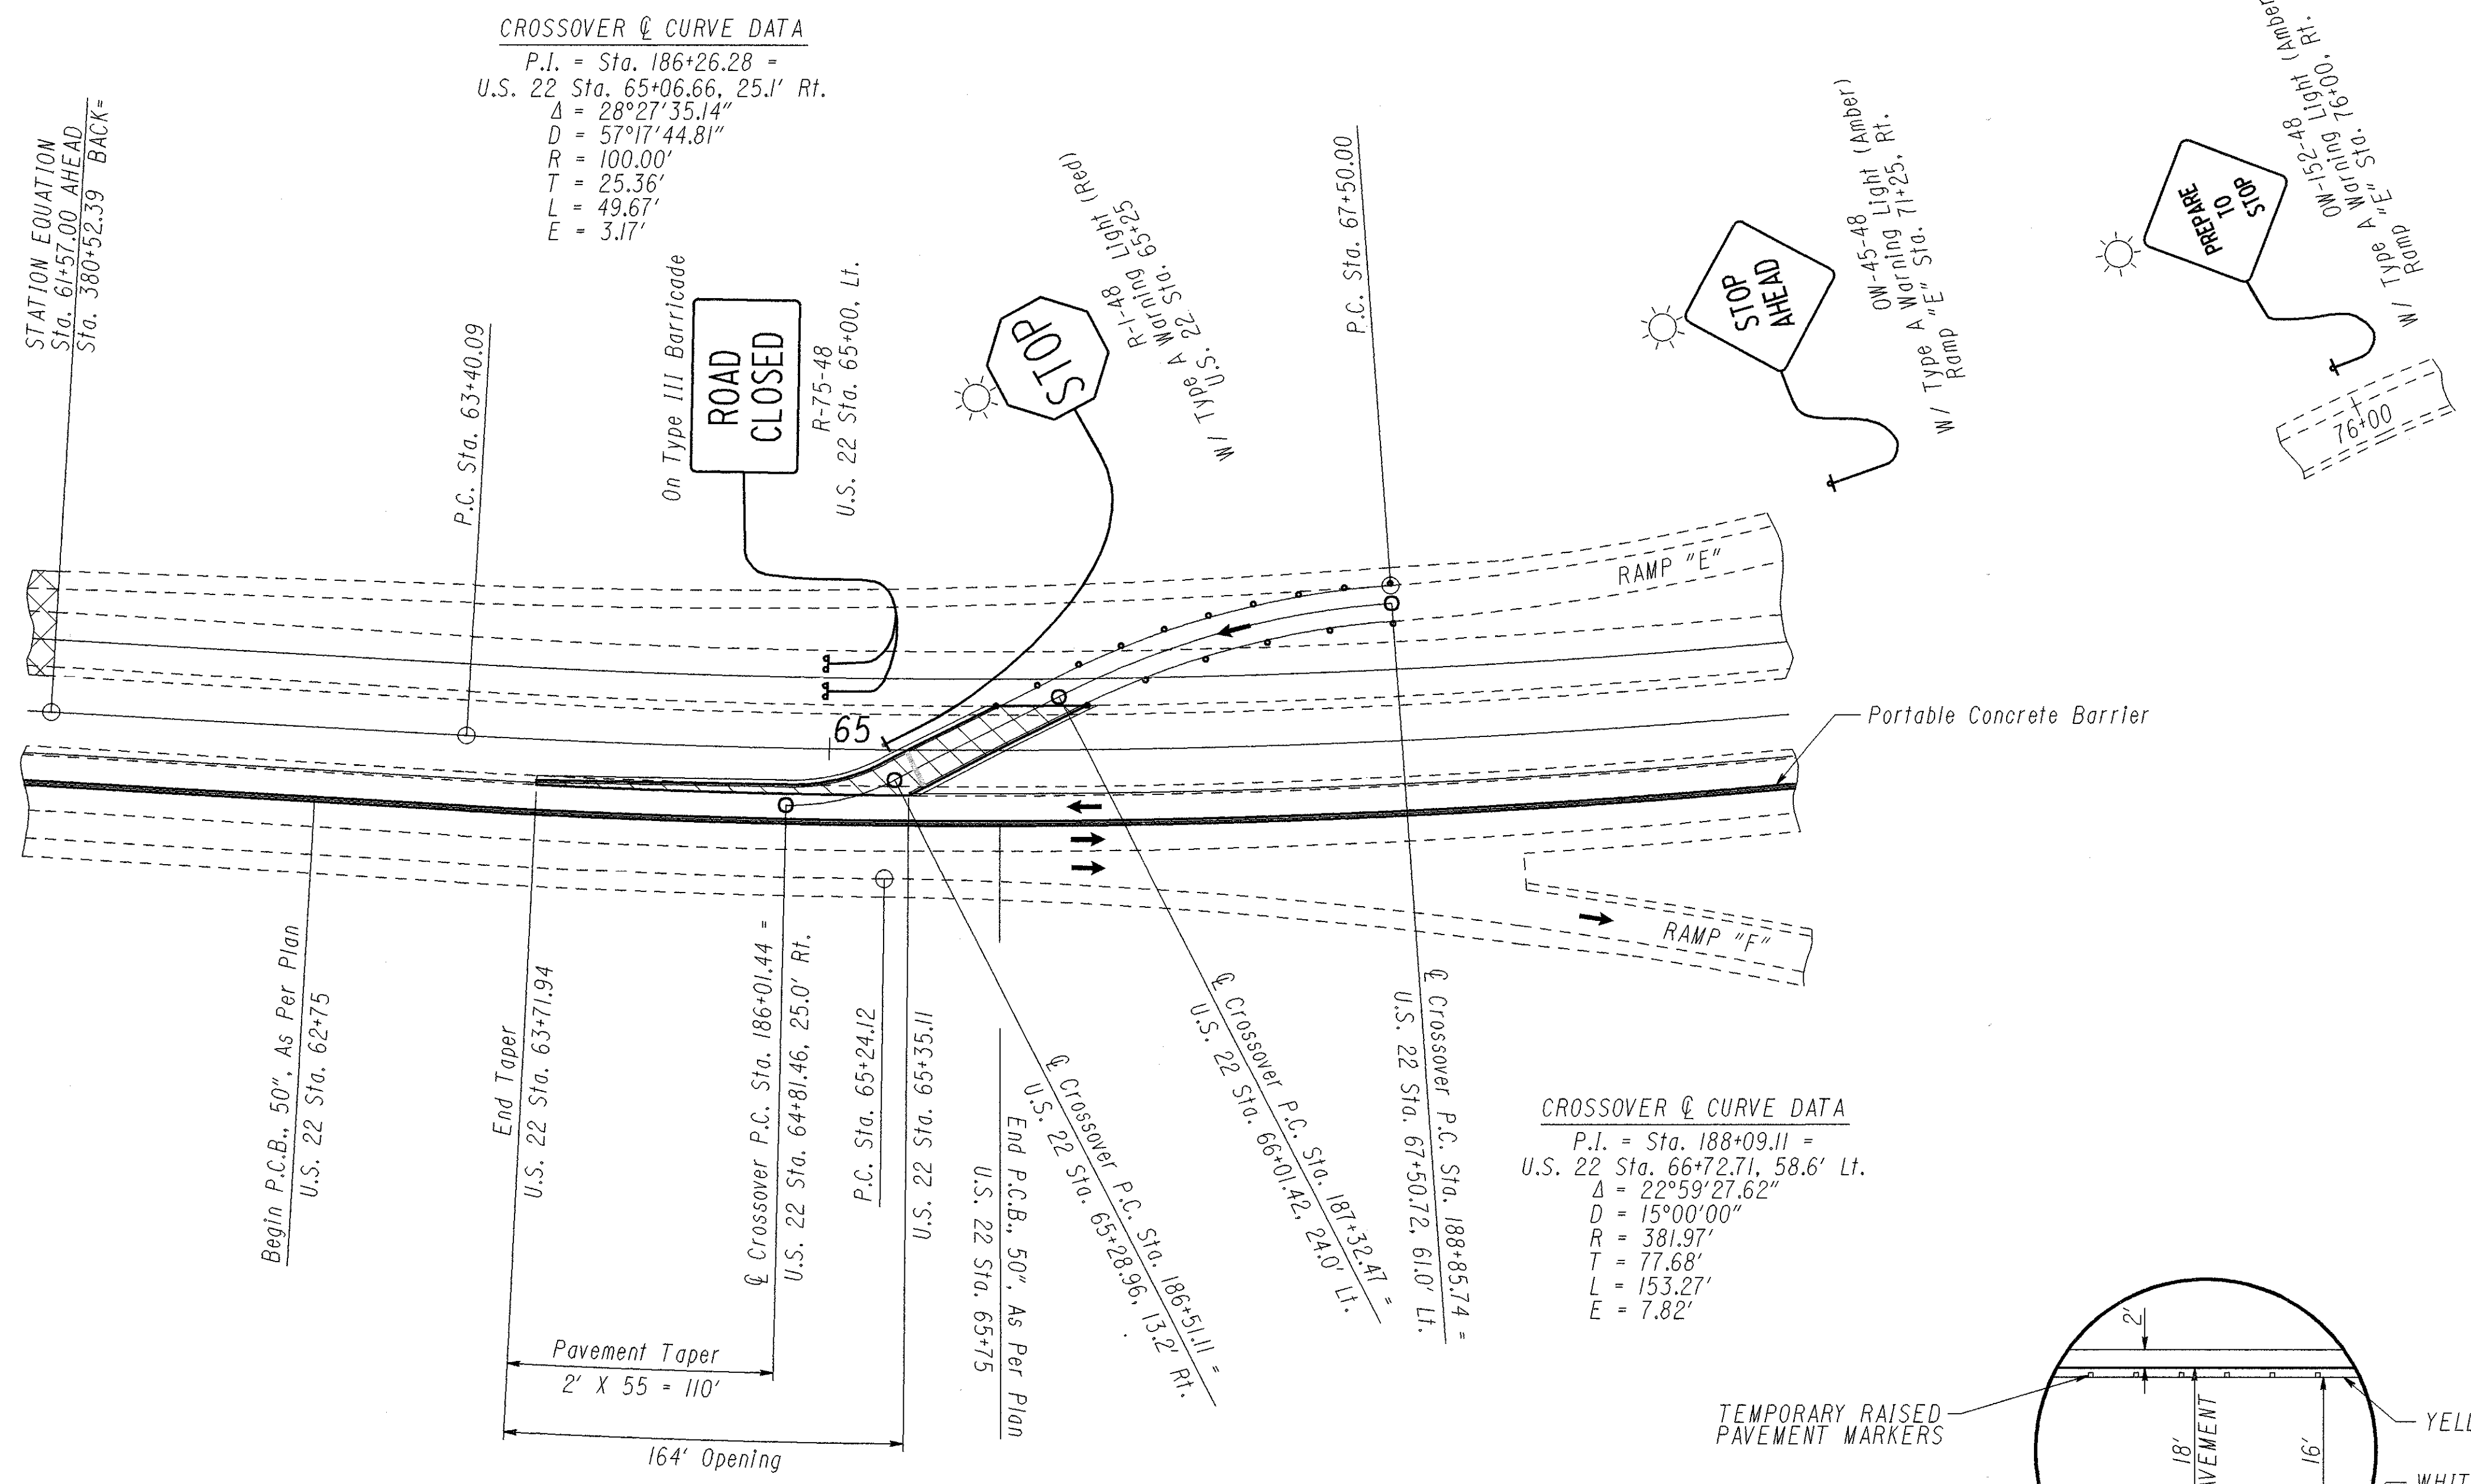 CROSSOVER ℄ CURVE DATA
P.I. = Sta. 186+26.28 =
U.S. 22 Sta. 65+06.66, 25.1' Rt.
Δ = 28°27'35.14"
D = 57°17'44.81"
R = 100.00'
T = 25.36'
L = 49.67'
E = 3.17'
STATION EQUATION
Sta. 61+57.00 AHEAD
Sta. 380+52.39 BACK=
P.C. Sta. 63+40.09
On Type III Barricade
ROAD
CLOSED
R-75-48
U.S. 22 Sta. 65+00, Lt.
STOP
R-1-48
W/ Type A Warning Light (Red)
U.S. 22 Sta. 65+25
P.C. Sta. 67+50.00
STOP
AHEAD
OW-45-48
W/ Type A Warning Light (Amber)
Ramp "E" Sta. 71+25, Rt.
PREPARE
TO
STOP
OW-152-48
W/ Type A Warning Light (Amber
Ramp "E" Sta. 76+00, Rt.
76+00
RAMP "E"
65
Portable Concrete Barrier
RAMP "F"
Begin P.C.B., 50", As Per Plan
U.S. 22 Sta. 62+75
End Taper
U.S. 22 Sta. 63+71.94
℄ Crossover P.C. Sta. 186+01.44 =
U.S. 22 Sta. 64+81.46, 25.0' Rt.
P.C. Sta. 65+24.12
U.S. 22 Sta. 65+35.11
End P.C.B., 50", As Per Plan
U.S. 22 Sta. 65+75
℄ Crossover P.C. Sta. 186+51.11 =
U.S. 22 Sta. 65+28.96, 13.2' Rt.
℄ Crossover P.C. Sta. 187+32.47 =
U.S. 22 Sta. 66+01.42, 24.0' Lt.
℄ Crossover P.C. Sta. 188+85.74 =
U.S. 22 Sta. 67+50.72, 61.0' Lt.
Pavement Taper
2' X 55 = 110'
164' Opening
CROSSOVER ℄ CURVE DATA
P.I. = Sta. 188+09.11 =
U.S. 22 Sta. 66+72.71, 58.6' Lt.
Δ = 22°59'27.62"
D = 15°00'00"
R = 381.97'
T = 77.68'
L = 153.27'
E = 7.82'
2'
TEMPORARY RAISED
PAVEMENT MARKERS
18'
VEMENT
16'
YEL
WHIT